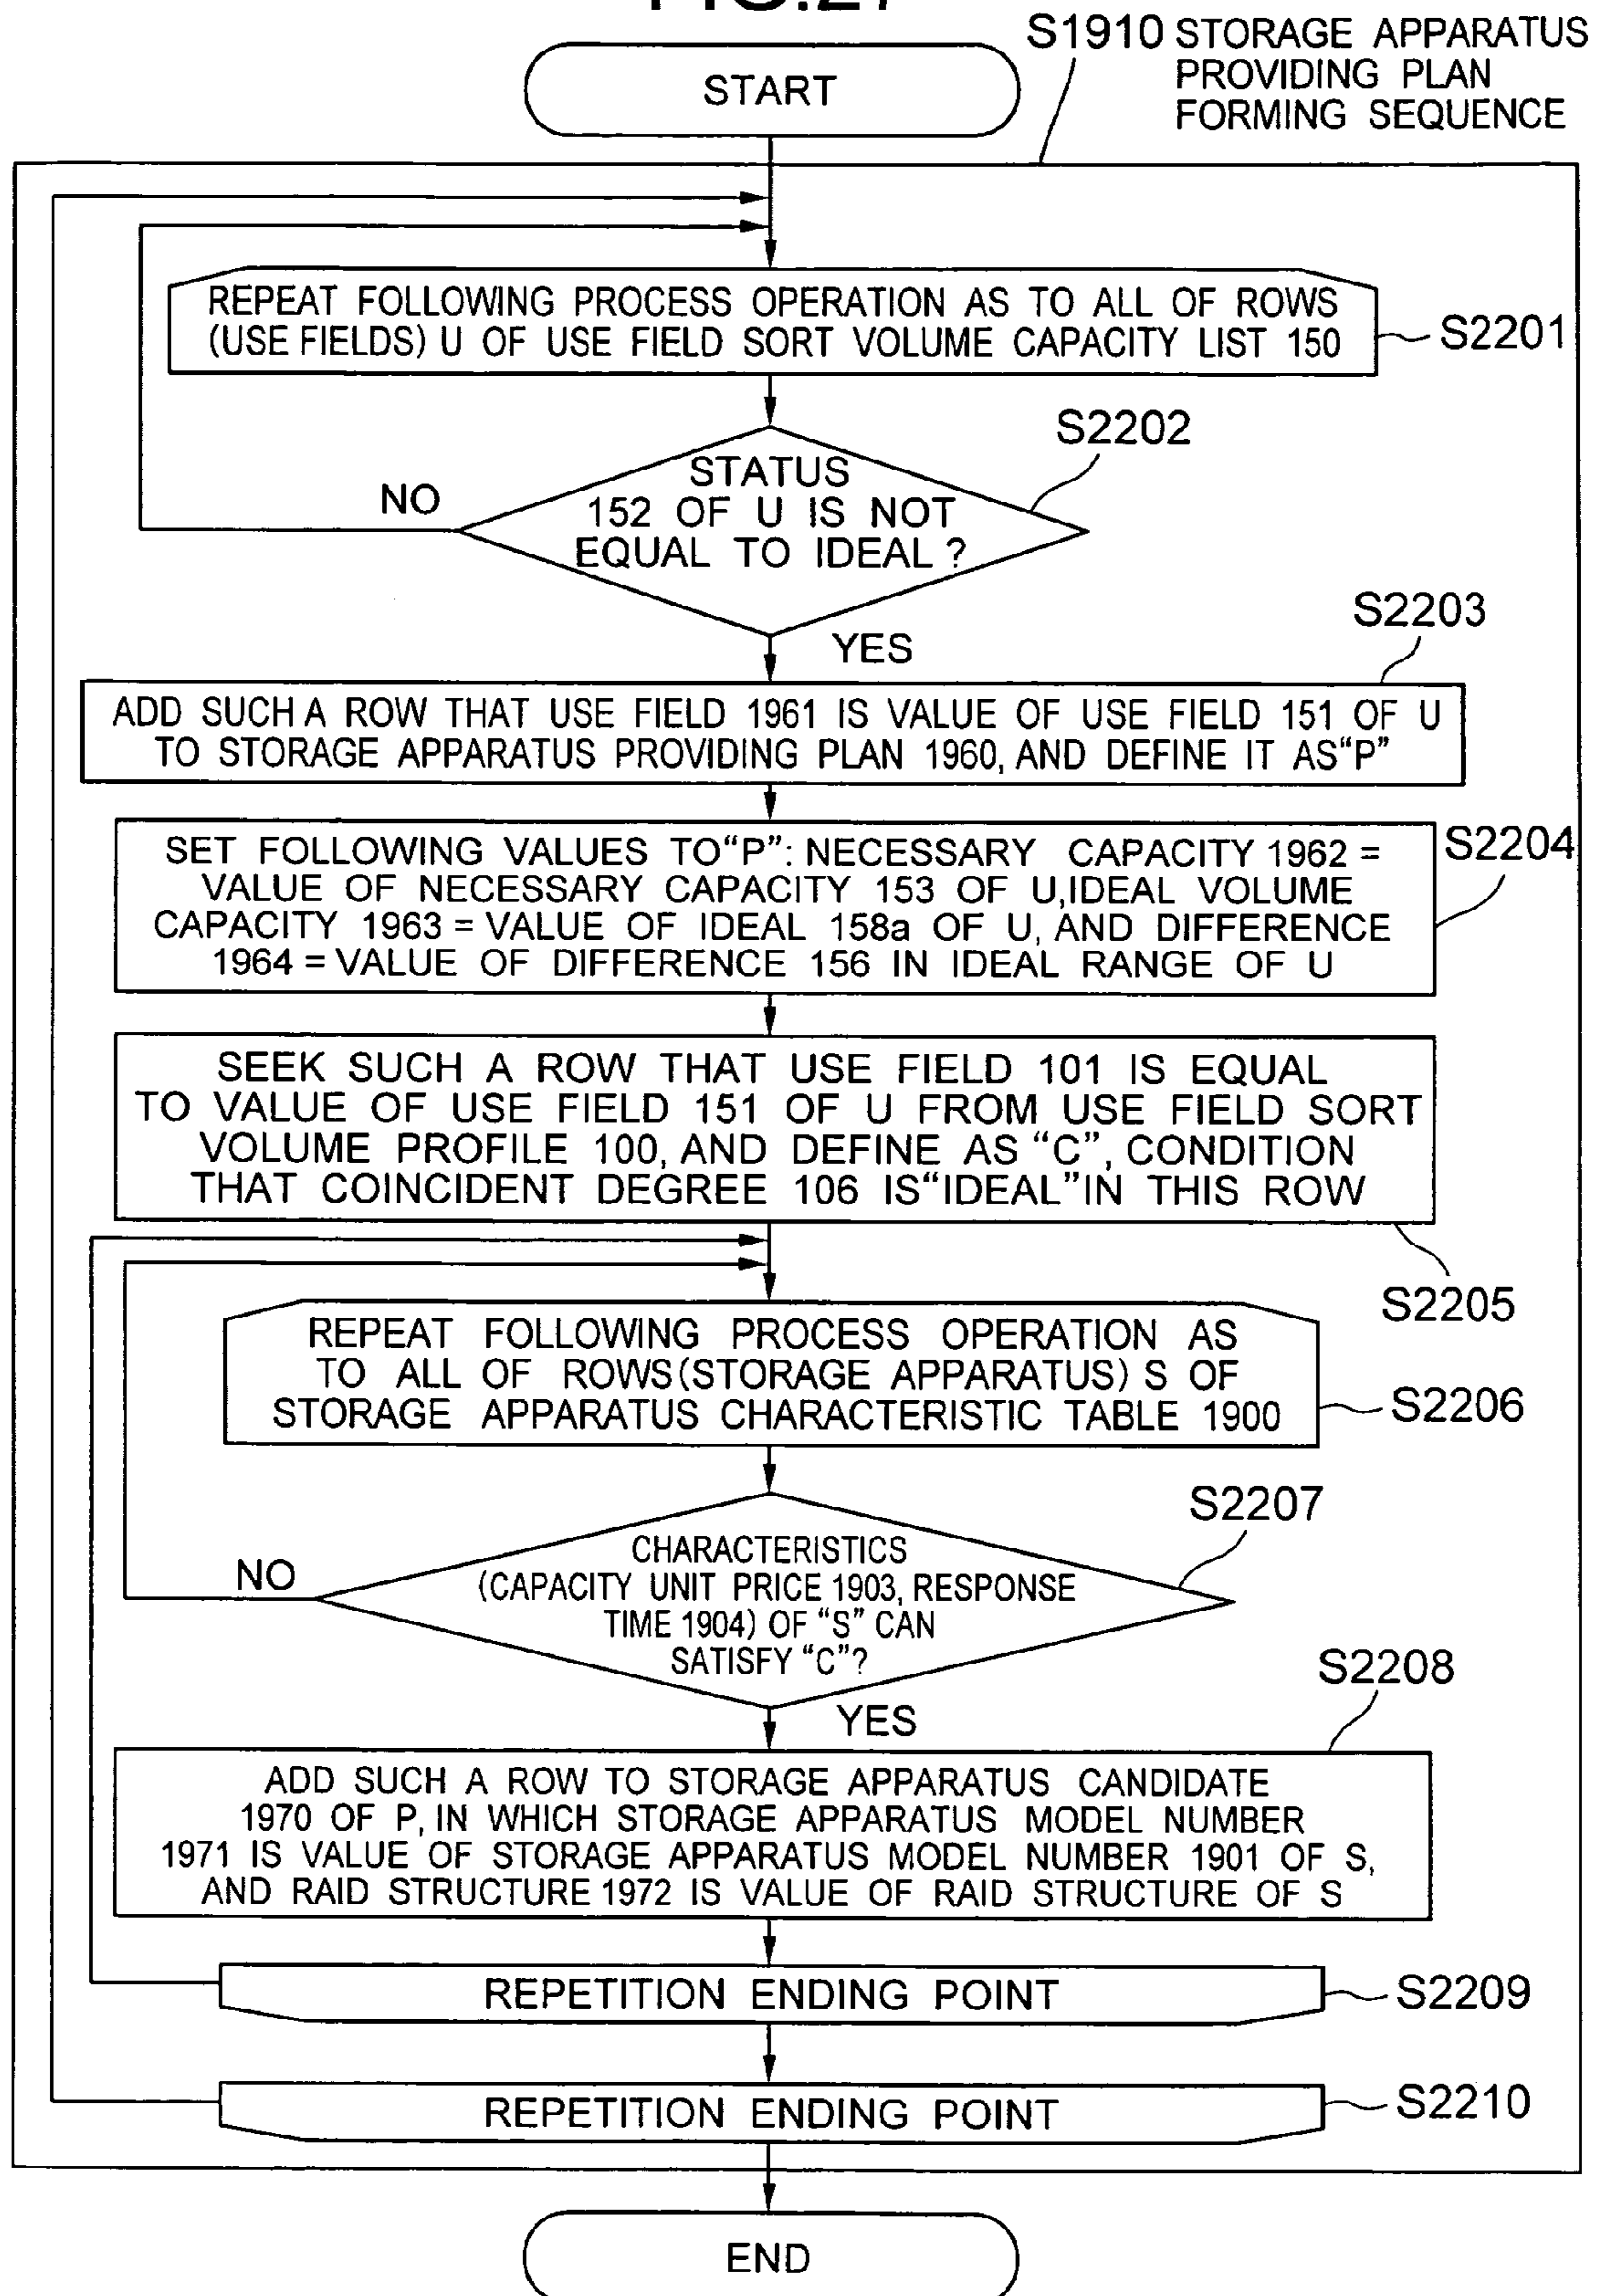 S1910 STORAGE APPARATUS
PROVIDING PLAN
FORMING SEQUENCE
START
REPEAT FOLLOWING PROCESS OPERATION AS TO ALL OF ROWS
(USE FIELDS) U OF USE FIELD SORT VOLUME CAPACITY LIST 150
S2201
S2202
STATUS
152 OF U IS NOT
EQUAL TO IDEAL ?
NO
YES
S2203
ADD SUCH A ROW THAT USE FIELD 1961 IS VALUE OF USE FIELD 151 OF U
TO STORAGE APPARATUS PROVIDING PLAN 1960, AND DEFINE IT AS“P”
S2204
SET FOLLOWING VALUES TO“P”: NECESSARY CAPACITY 1962 =
VALUE OF NECESSARY CAPACITY 153 OF U,IDEAL VOLUME
CAPACITY 1963 = VALUE OF IDEAL 158a OF U, AND DIFFERENCE
1964 = VALUE OF DIFFERENCE 156 IN IDEAL RANGE OF U
SEEK SUCH A ROW THAT USE FIELD 101 IS EQUAL
TO VALUE OF USE FIELD 151 OF U FROM USE FIELD SORT
VOLUME PROFILE 100, AND DEFINE AS “C”, CONDITION
THAT COINCIDENT DEGREE 106 IS“IDEAL”IN THIS ROW
S2205
REPEAT FOLLOWING PROCESS OPERATION AS
TO ALL OF ROWS(STORAGE APPARATUS) S OF
STORAGE APPARATUS CHARACTERISTIC TABLE 1900
S2206
S2207
CHARACTERISTICS
(CAPACITY UNIT PRICE 1903, RESPONSE
TIME 1904) OF “S” CAN
SATISFY “C”?
NO
YES
S2208
ADD SUCH A ROW TO STORAGE APPARATUS CANDIDATE
1970 OF P, IN WHICH STORAGE APPARATUS MODEL NUMBER
1971 IS VALUE OF STORAGE APPARATUS MODEL NUMBER 1901 OF S,
AND RAID STRUCTURE 1972 IS VALUE OF RAID STRUCTURE OF S
REPETITION ENDING POINT
S2209
REPETITION ENDING POINT
S2210
END